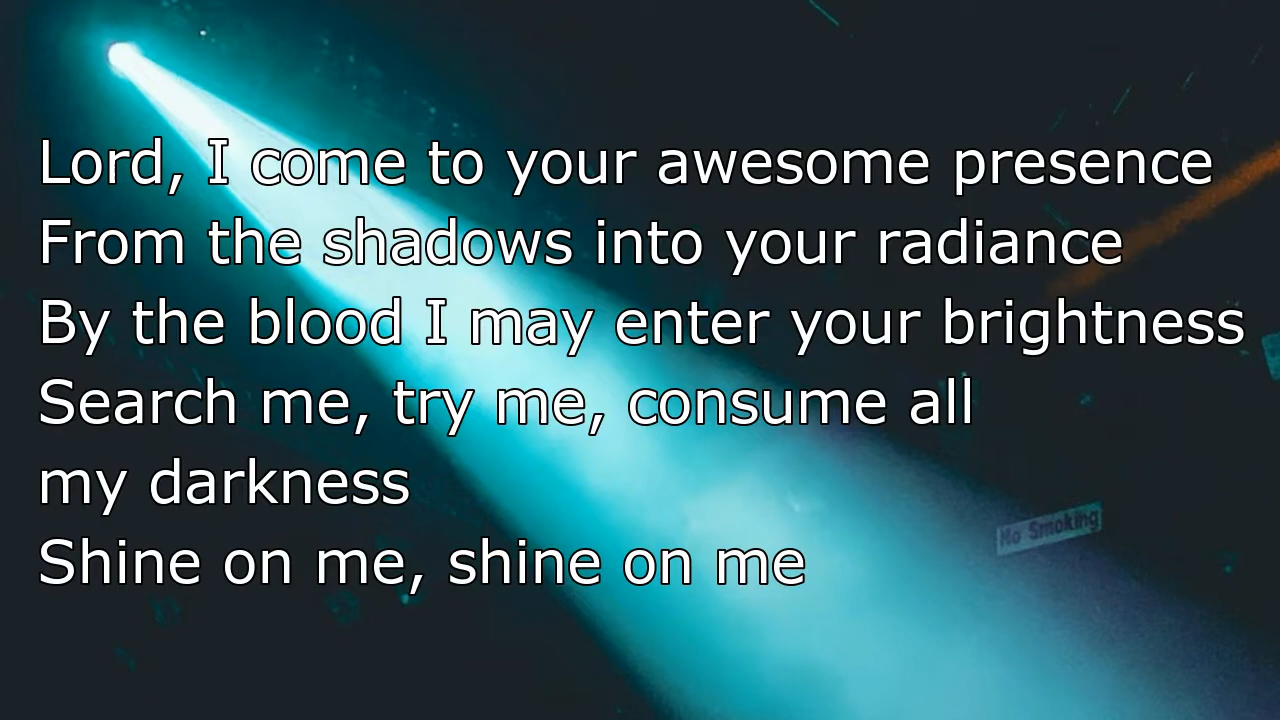 Lord, I come to your awesome presence
From the shadows into your radiance
By the blood I may enter your brightness
Search me, try me, consume all
my darkness
No Smoking
Shine on me, shine on me